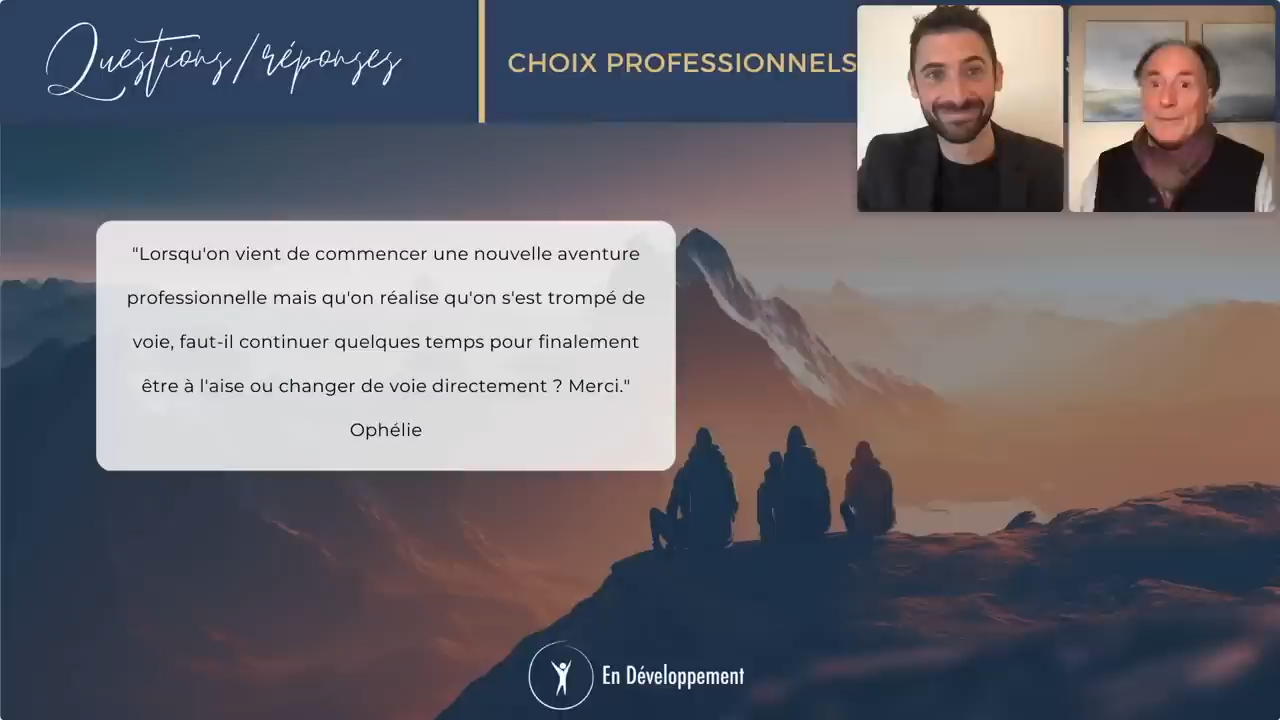 Questions/réponses
CHOIX PROFESSIONNELS
"Lorsqu'on vient de commencer une nouvelle aventure
professionnelle mais qu'on réalise qu'on s'est trompé de
voie, faut-il continuer quelques temps pour finalement
être à l'aise ou changer de voie directement ? Merci."
Ophélie
En Développement